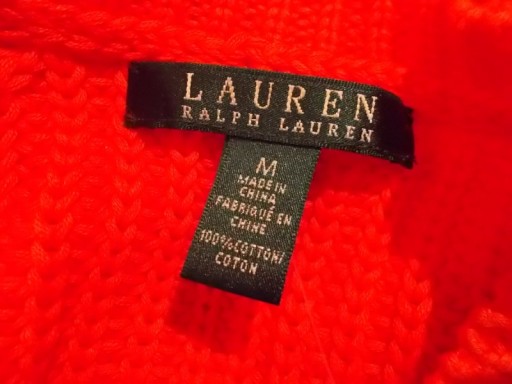 LAUREN
RALPH LAUREN
M
MADE IN
CHINA
FABRIQUÉ EN
CHINE
100% COTTON/
COTON